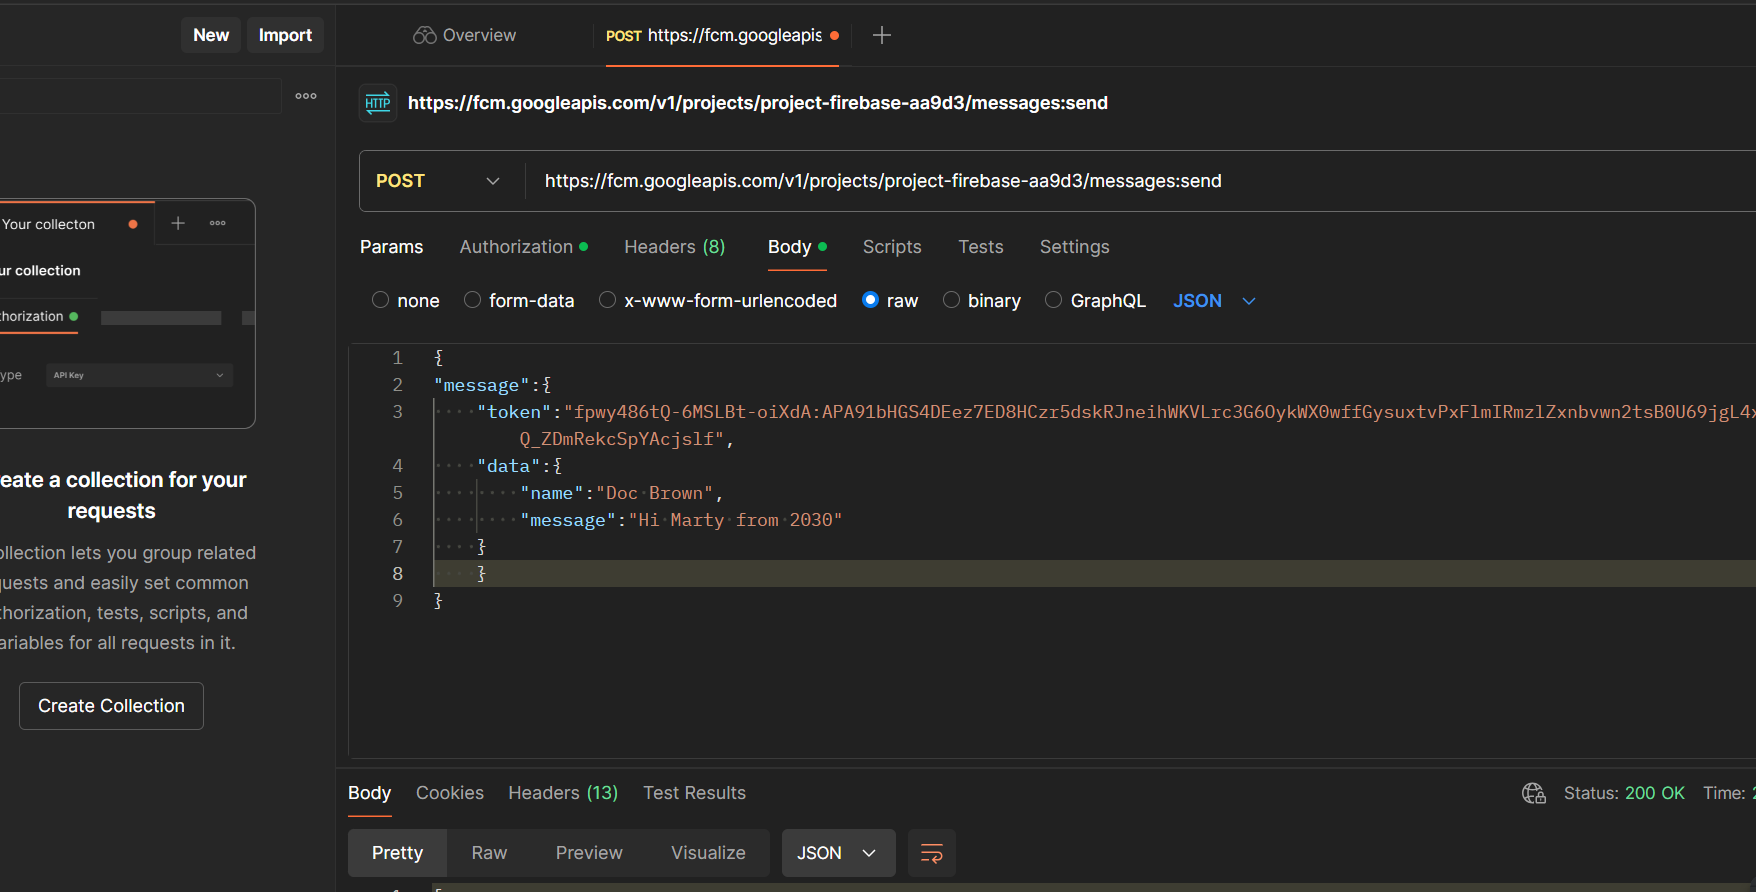 New Import
Overview
POST https://fcm.googleapis
HTTP https://fcm.googleapis.com/v1/projects/project-firebase-aa9d3/messages:send
POST https://fcm.googleapis.com/v1/projects/project-firebase-aa9d3/messages:send
Your collecton
ur collection
thorization
ype API Key
eate a collection for your
requests
ollection lets you group related
quests and easily set common
thorization, tests, scripts, and
ariables for all requests in it.
Create Collection
Params Authorization Headers (8) Body Scripts Tests Settings
none form-data x-www-form-urlencoded raw binary GraphQL JSON
1 {
2 "message":{
3 "token":"fpwy486tQ-6MSLBt-oiXdA:APA91bHGS4DEez7ED8HCzr5dskRJneihWKVLrc3G6OykWX0wffGysuxtvPxFlmIRmzlZxnbvwn2tsB0U69jgL4x
Q_ZDmRekcSpYAcjslf",
4 "data":{
5 "name":"Doc Brown",
6 "message":"Hi Marty from 2030"
7 }
8 }
9 }
Body Cookies Headers (13) Test Results Status: 200 OK Time:
Pretty Raw Preview Visualize JSON